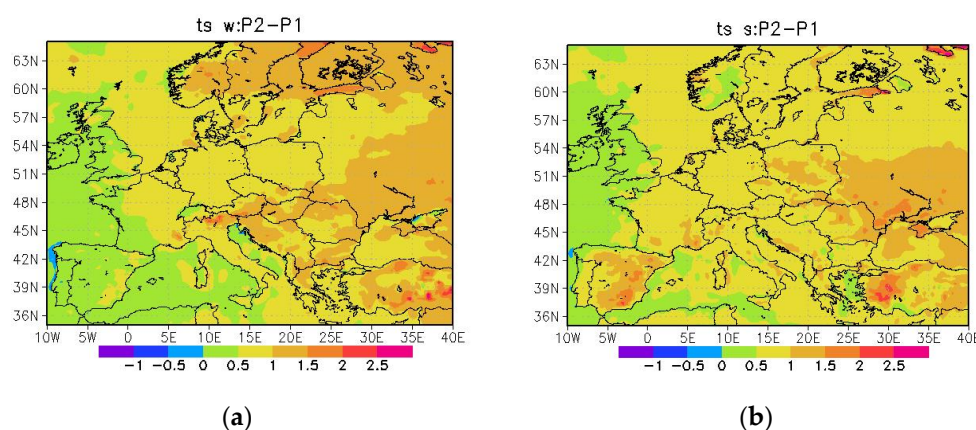 ts w:P2−P1
63N
60N
57N
54N
51N
48N
45N
42N
39N
36N
10W 5W 0 5E 10E 15E 20E 25E 30E 35E 40E
−1 −0.5 0 0.5 1 1.5 2 2.5
(a)
ts s:P2−P1
63N
60N
57N
54N
51N
48N
45N
42N
39N
36N
10W 5W 0 5E 10E 15E 20E 25E 30E 35E 40E
−1 −0.5 0 0.5 1 1.5 2 2.5
(b)